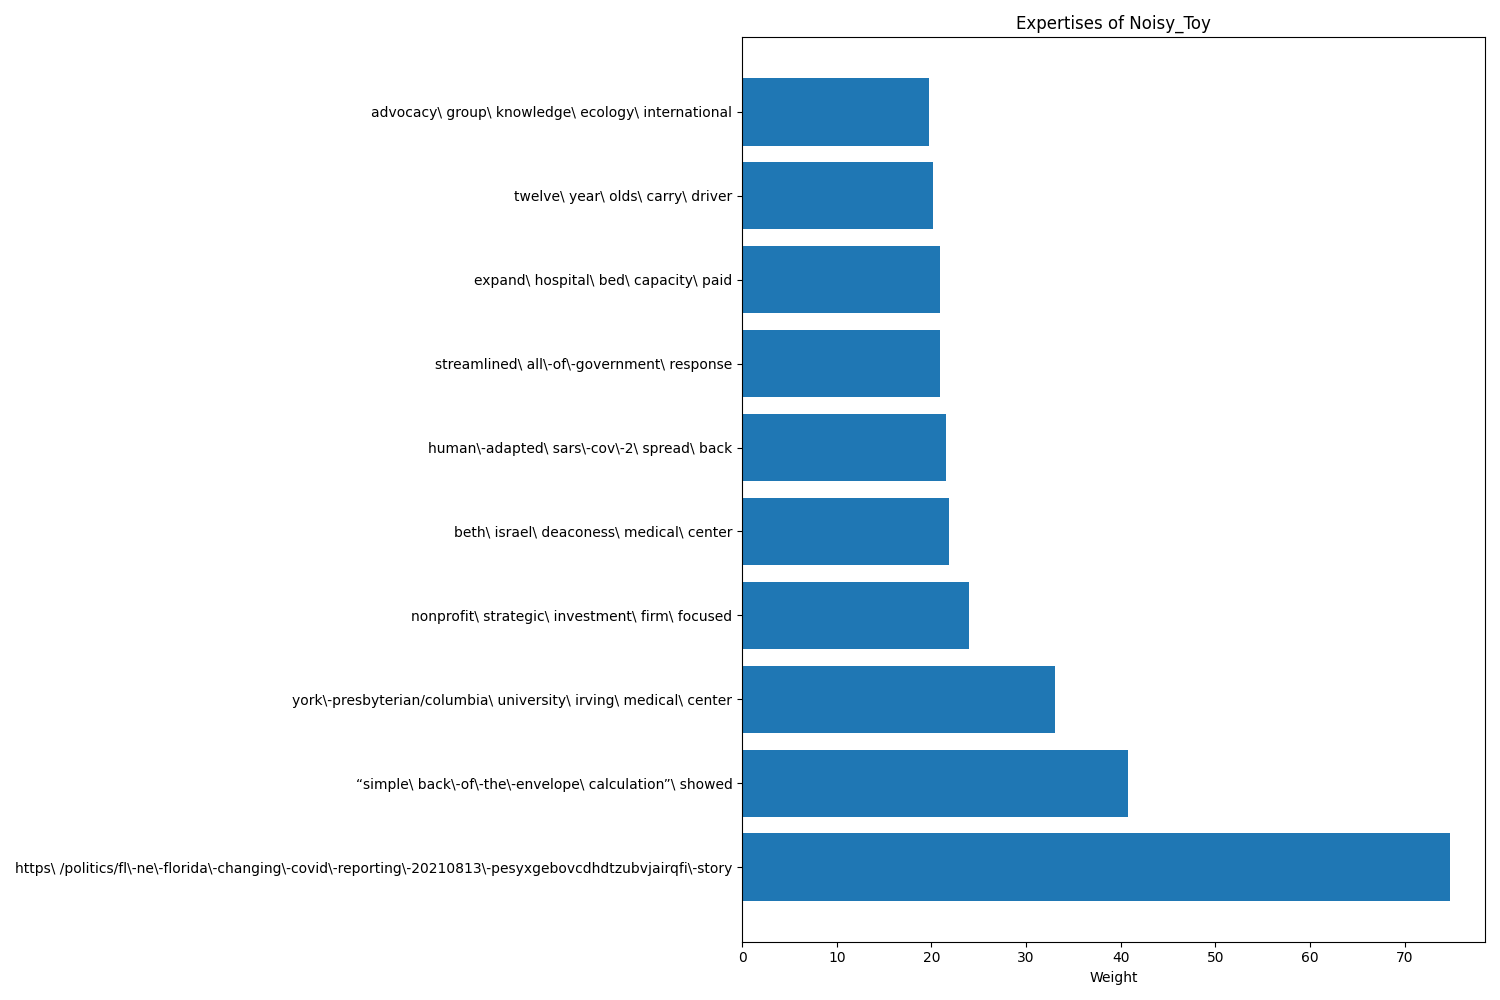 Expertises of Noisy_Toy
advocacy\ group\ knowledge\ ecology\ international
twelve\ year\ olds\ carry\ driver
expand\ hospital\ bed\ capacity\ paid
streamlined\ all\-of\-government\ response
human\-adapted\ sars\-cov\-2\ spread\ back
beth\ israel\ deaconess\ medical\ center
nonprofit\ strategic\ investment\ firm\ focused
york\-presbyterian/columbia\ university\ irving\ medical\ center
“simple\ back\-of\-the\-envelope\ calculation”\ showed
https\ /politics/fl\-ne\-florida\-changing\-covid\-reporting\-20210813\-pesyxgebovcdhdtzubvjairqfi\-story
0 10 20 30 40 50 60 70
Weight